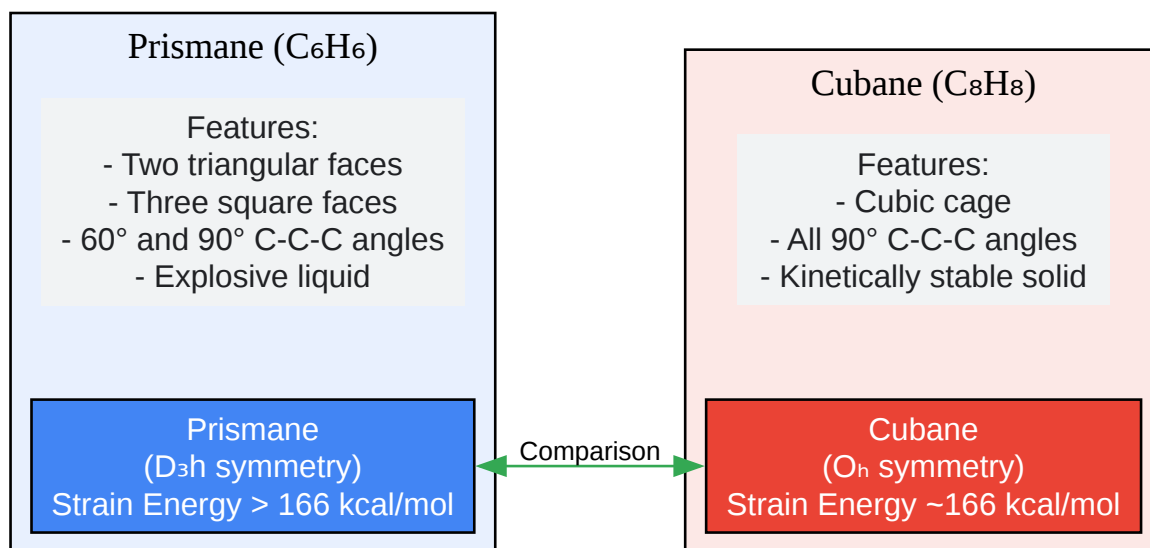 Prismane (C₆H₆)
Features:
- Two triangular faces
- Three square faces
- 60° and 90° C-C-C angles
- Explosive liquid
Prismane
(D₃h symmetry)
Strain Energy > 166 kcal/mol
Comparison
Cubane (C₈H₈)
Features:
- Cubic cage
- All 90° C-C-C angles
- Kinetically stable solid
Cubane
(Oₕ symmetry)
Strain Energy ~166 kcal/mol